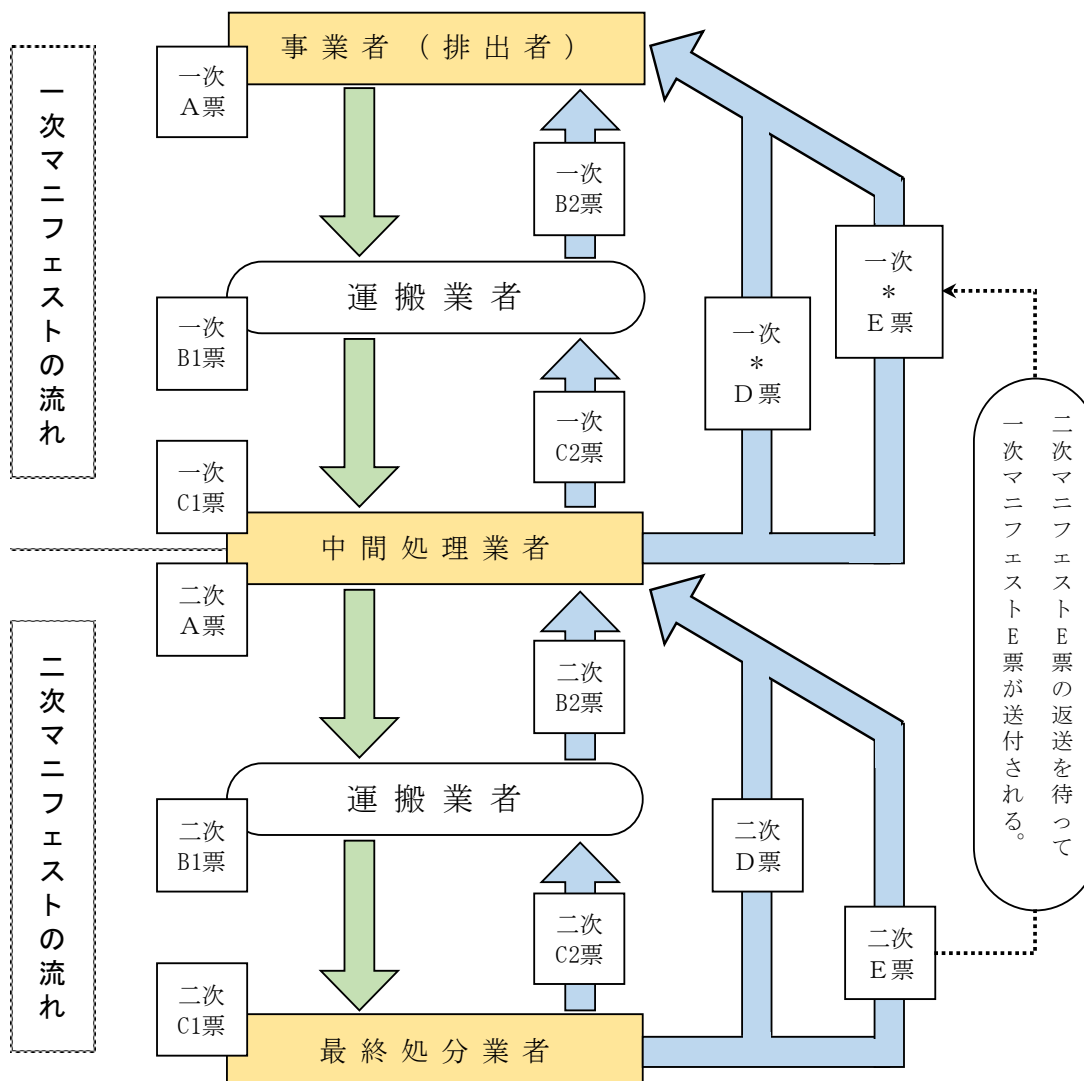 一次マニフェストの流れ
事業者（排出者）
一次
Ａ票
一次
B2票
一次
＊
Ｅ票
運搬業者
一次
B1票
一次
＊
Ｄ票
一次
C2票
一次
C1票
中間処理業者
二次マニフェストＥ票の返送を待って
一次マニフェストＥ票が送付される。
二次マニフェストの流れ
二次
Ａ票
二次
B2票
運搬業者
二次
B1票
二次
Ｄ票
二次
C2票
二次
Ｅ票
二次
C1票
最終処分業者